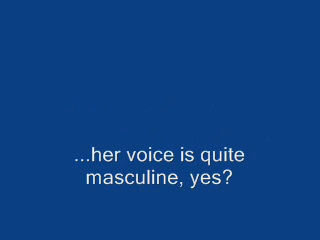 ...her voice is quite
masculine, yes?